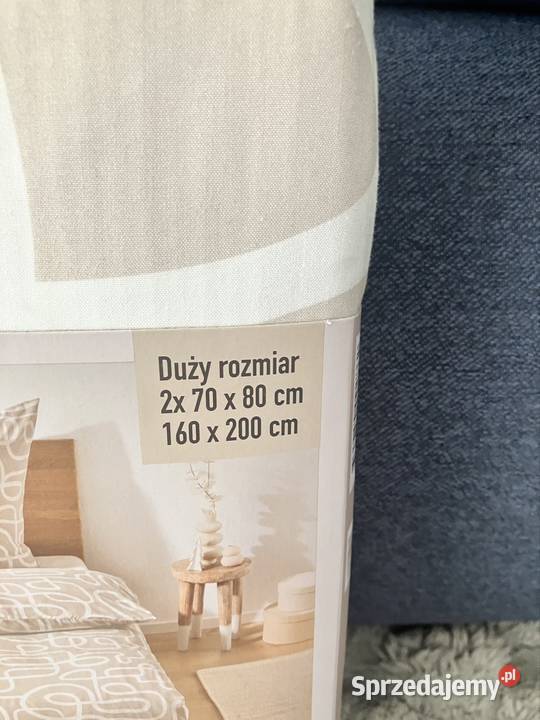 Duży rozmiar
2x 70 x 80 cm
160 x 200 cm
Sprzedajemy.pl